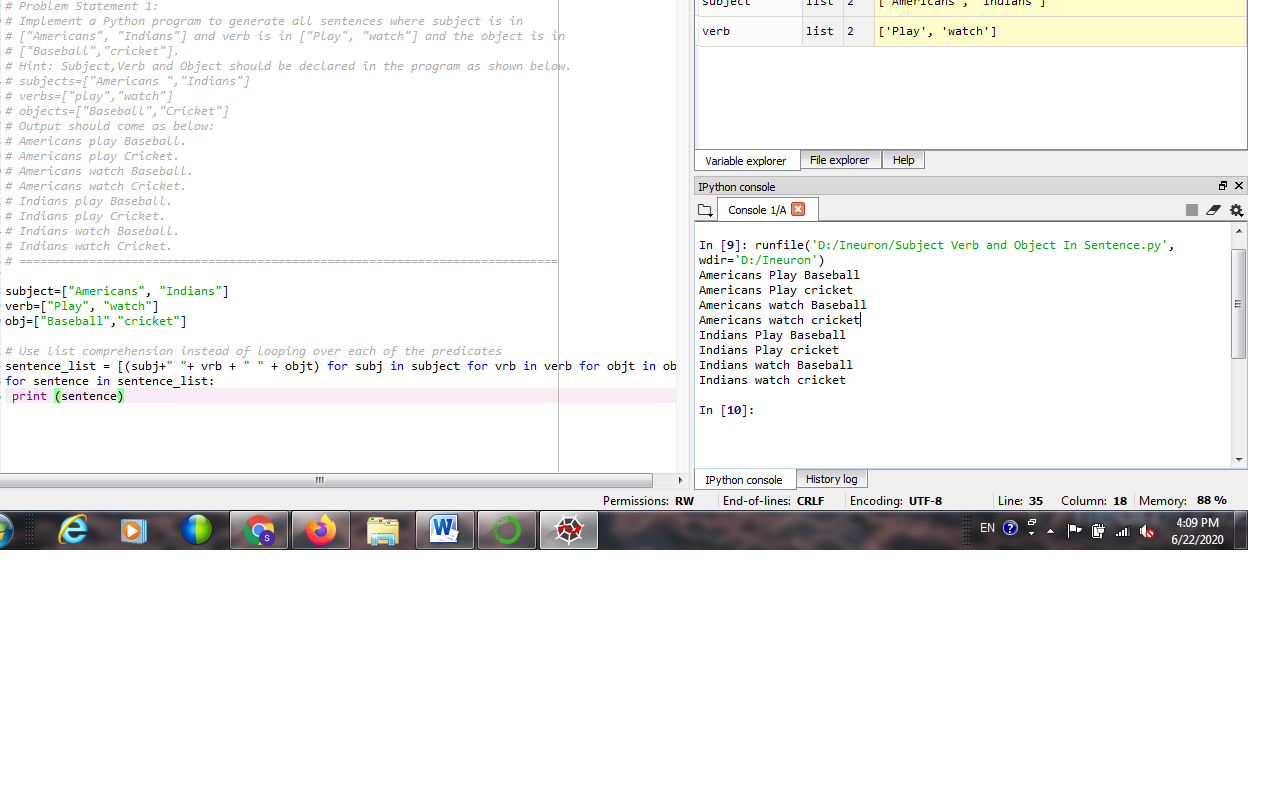 # Problem Statement 1:
# Implement a Python program to generate all sentences where subject is in
# ["Americans", "Indians"] and verb is in ["Play", "watch"] and the object is in
# ["Baseball","cricket"].
# Hint: Subject,Verb and Object should be declared in the program as shown below.
# subjects=["Americans ","Indians"]
# verbs=["play","watch"]
# objects=["Baseball","Cricket"]
# Output should come as below:
# Americans play Baseball.
# Americans play Cricket.
# Americans watch Baseball.
# Americans watch Cricket.
# Indians play Baseball.
# Indians play Cricket.
# Indians watch Baseball.
# Indians watch Cricket.
# =============================================================================
subject=["Americans", "Indians"]
verb=["Play", "watch"]
obj=["Baseball","cricket"]
# Use list comprehension instead of looping over each of the predicates
sentence_list = [(subj+" "+ vrb + " " + objt) for subj in subject for vrb in verb for objt in ob
for sentence in sentence_list:
print (sentence)
subject list 2 ['Americans', 'Indians']
verb list 2 ['Play', 'watch']
Variable explorer File explorer Help
IPython console
Console 1/A
In [9]: runfile('D:/Ineuron/Subject Verb and Object In Sentence.py',
wdir='D:/Ineuron')
Americans Play Baseball
Americans Play cricket
Americans watch Baseball
Americans watch cricket
Indians Play Baseball
Indians Play cricket
Indians watch Baseball
Indians watch cricket
In [10]:
IPython console History log
Permissions: RW End-of-lines: CRLF Encoding: UTF-8 Line: 35 Column: 18 Memory: 88 %
S
W
EN
4:09 PM
6/22/2020